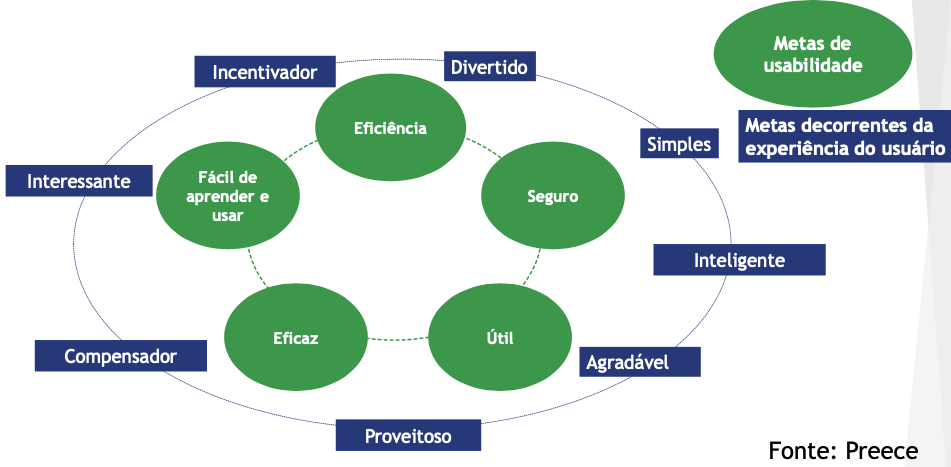 Metas de
usabilidade
Metas decorrentes da
experiência do usuário
Incentivador
Divertido
Simples
Interessante
Inteligente
Compensador
Agradável
Proveitoso
Eficiência
Fácil de
aprender e
usar
Seguro
Eficaz
Útil
Fonte: Preece